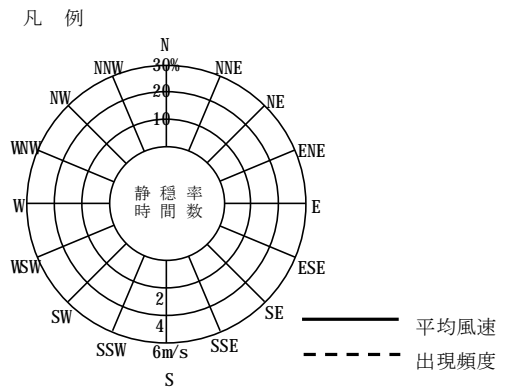 凡 例
N
NNW 30% NNE
NW 20 NE
10
WNW ENE
静 穏 率
W 時 間 数 E
WSW ESE
2
SW 4 SE
SSW 6m/s SSE
S
平均風速
出現頻度